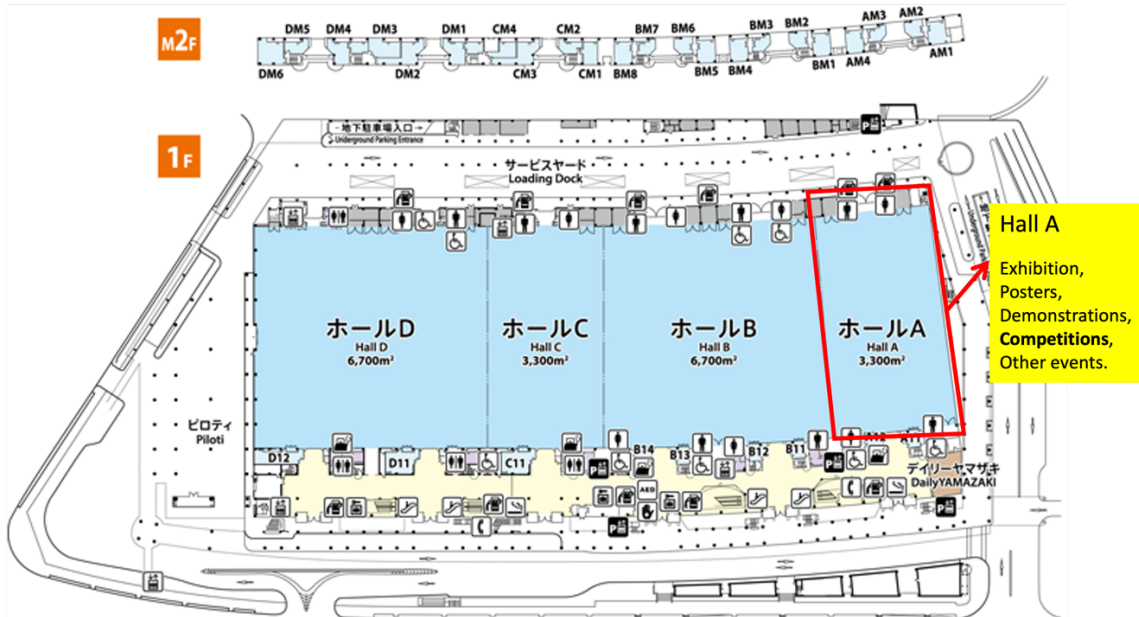 M2F
DM5
DM4
DM3
DM1
CM4
CM2
BM7
BM6
BM3
BM2
AM3
AM2
DM6
DM2
CM3
CM1
BM8
BM5
BM4
BM1
AM4
AM1
1F
←地下駐車場入口→
Underground Parking Entrance
サービスヤード
Loading Dock
ホールD
Hall D
6,700m²
ホールC
Hall C
3,300m²
ホールB
Hall B
6,700m²
ホールA
Hall A
3,300m²
Hall A
Exhibition,
Posters,
Demonstrations,
Competitions,
Other events.
ピロティ
Piloti
D12
D11
C11
B14
B13
B12
B11
AED
デイリーヤマザキ
DailyYAMAZAKI